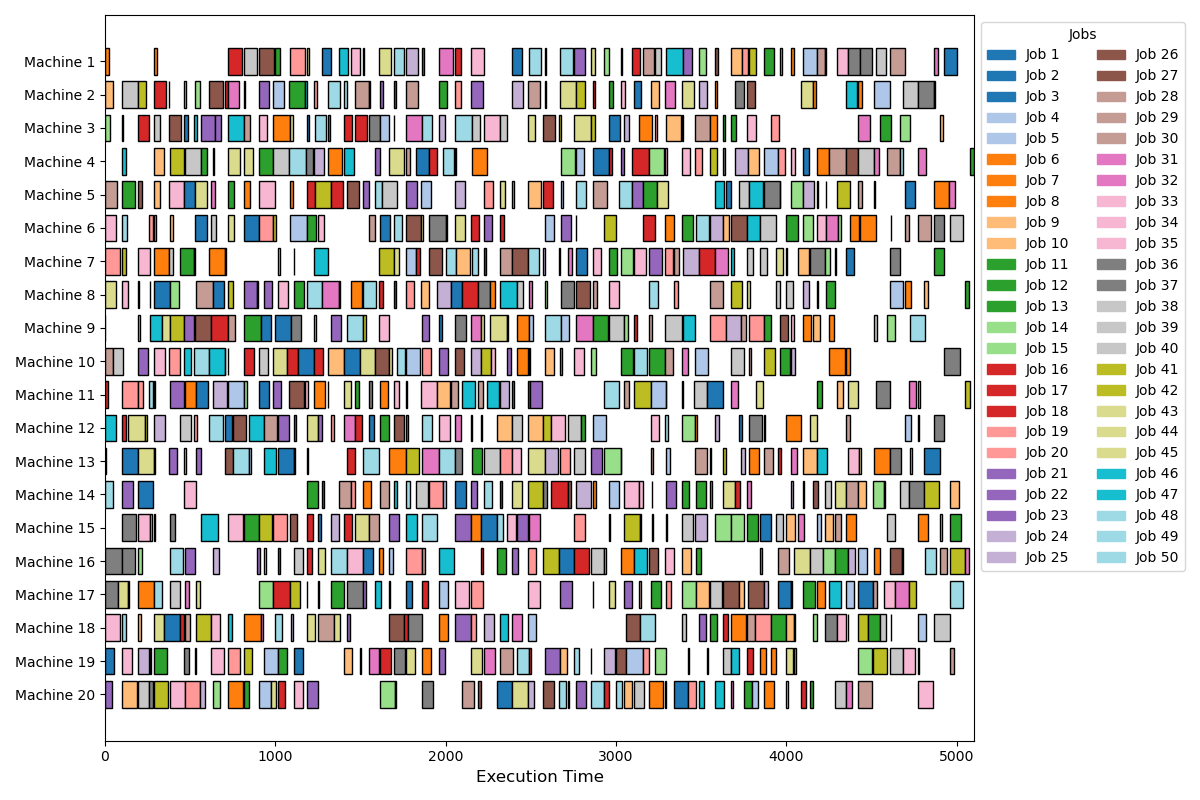 Machine 1
Machine 2
Machine 3
Machine 4
Machine 5
Machine 6
Machine 7
Machine 8
Machine 9
Machine 10
Machine 11
Machine 12
Machine 13
Machine 14
Machine 15
Machine 16
Machine 17
Machine 18
Machine 19
Machine 20
0 1000 2000 3000 4000 5000
Execution Time
Jobs
Job 1 Job 26
Job 2 Job 27
Job 3 Job 28
Job 4 Job 29
Job 5 Job 30
Job 6 Job 31
Job 7 Job 32
Job 8 Job 33
Job 9 Job 34
Job 10 Job 35
Job 11 Job 36
Job 12 Job 37
Job 13 Job 38
Job 14 Job 39
Job 15 Job 40
Job 16 Job 41
Job 17 Job 42
Job 18 Job 43
Job 19 Job 44
Job 20 Job 45
Job 21 Job 46
Job 22 Job 47
Job 23 Job 48
Job 24 Job 49
Job 25 Job 50